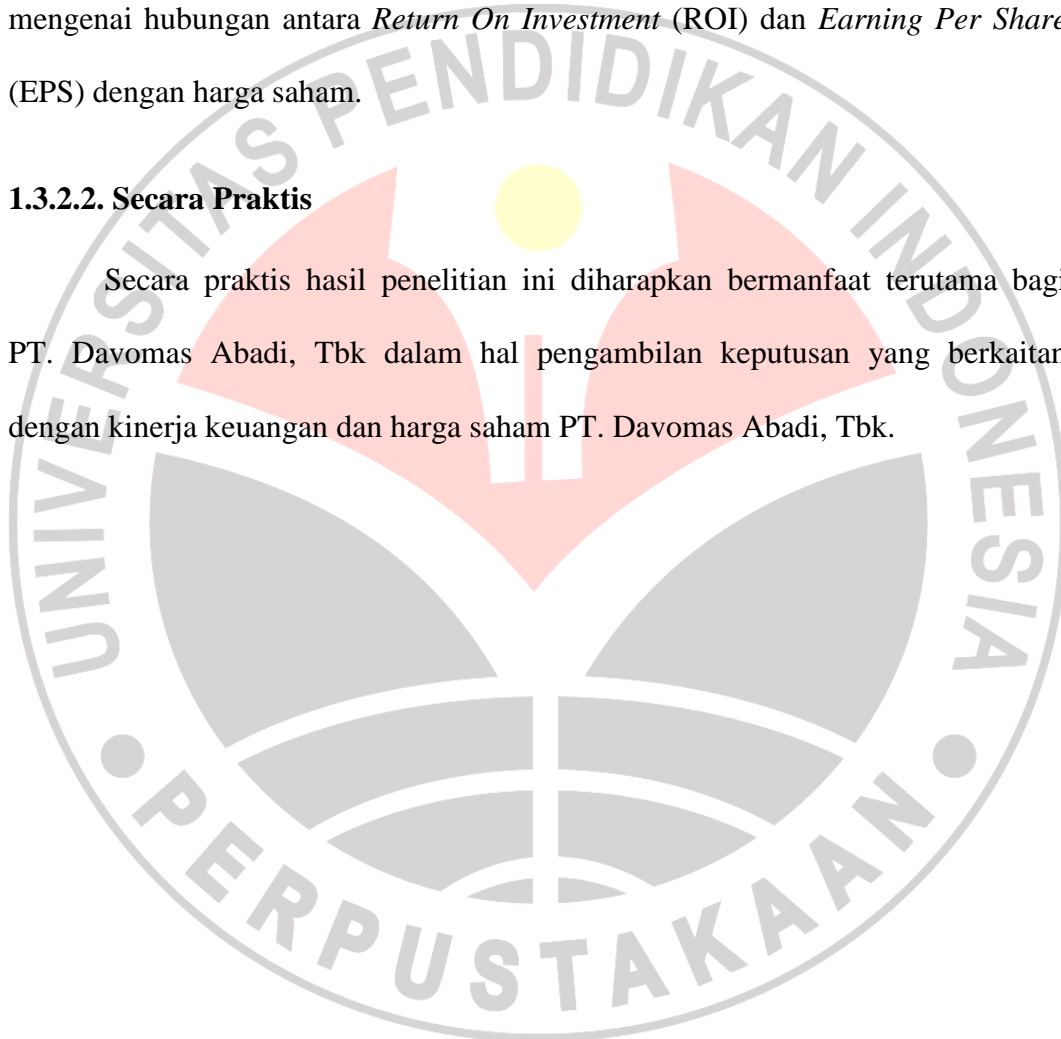 mengenai hubungan antara Return On Investment (ROI) dan Earning Per Share
(EPS) dengan harga saham.
1.3.2.2. Secara Praktis
Secara praktis hasil penelitian ini diharapkan bermanfaat terutama bagi
PT. Davomas Abadi, Tbk dalam hal pengambilan keputusan yang berkaitan
dengan kinerja keuangan dan harga saham PT. Davomas Abadi, Tbk.
UNIVERSITAS PENDIDIKAN INDONESIA
PERPUSTAKAAN